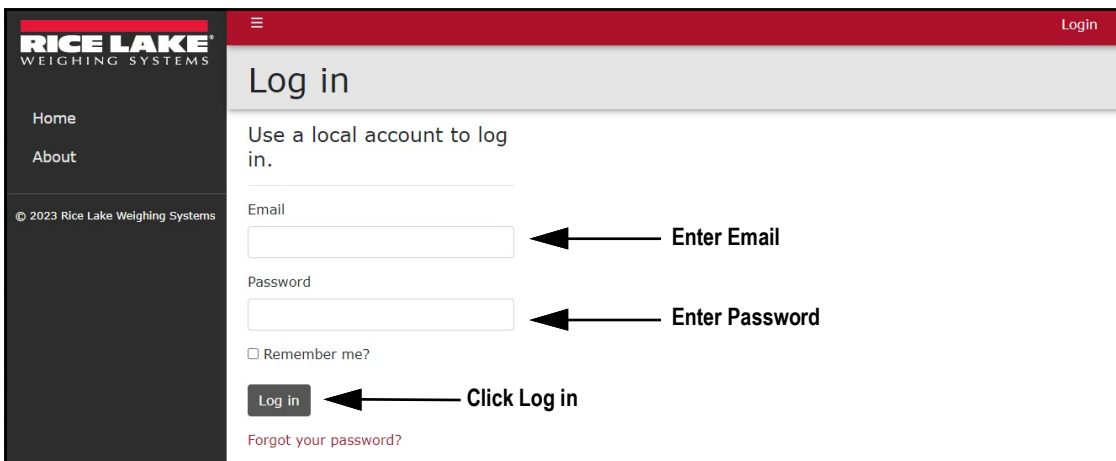 RICE LAKE®
WEIGHING SYSTEMS
Home
About
© 2023 Rice Lake Weighing Systems
☰
Login
Log in
Use a local account to log
in.
Email
Enter Email
Password
Enter Password
Remember me?
Log in
Click Log in
Forgot your password?